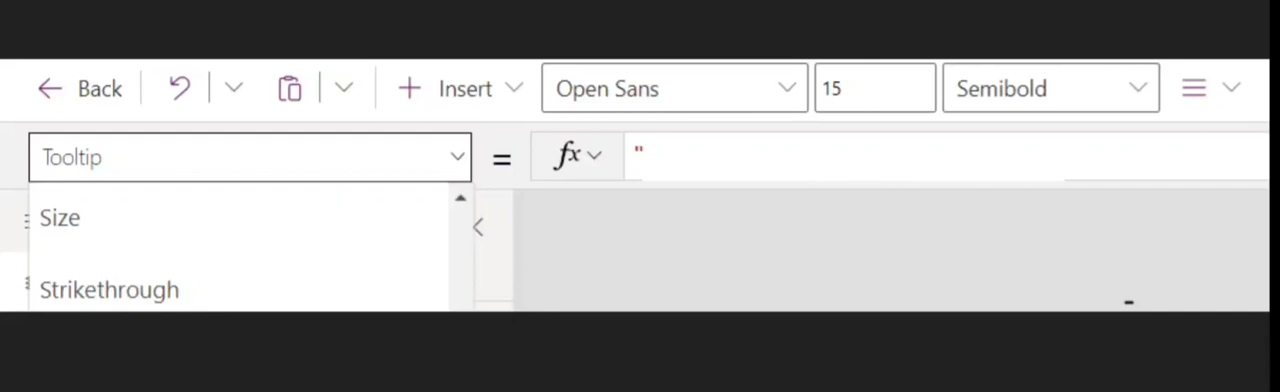 Back Insert Open Sans 15 Semibold
Tooltip = fx "
Size
Strikethrough